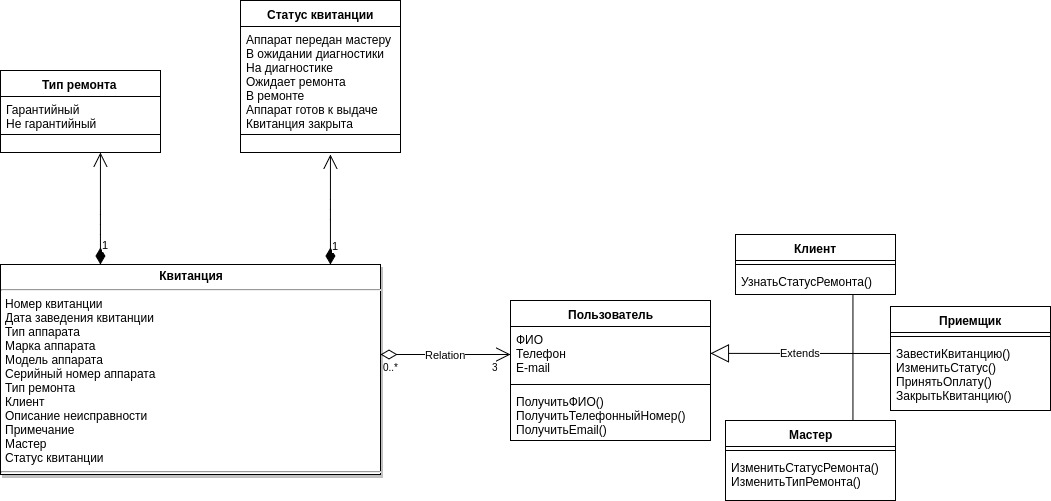 Статус квитанции
Аппарат передан мастеру
В ожидании диагностики
На диагностике
Ожидает ремонта
В ремонте
Аппарат готов к выдаче
Квитанция закрыта
Тип ремонта
Гарантийный
Не гарантийный
1
1
Квитанция
Номер квитанции
Дата заведения квитанции
Тип аппарата
Марка аппарата
Модель аппарата
Серийный номер аппарата
Тип ремонта
Клиент
Описание неисправности
Примечание
Мастер
Статус квитанции
0..*
Relation
3
Пользователь
ФИО
Телефон
E-mail
ПолучитьФИО()
ПолучитьТелефонныйНомер()
ПолучитьEmail()
Extends
Клиент
УзнатьСтатусРемонта()
Приемщик
ЗавестиКвитанцию()
ИзменитьСтатус()
ПринятьОплату()
ЗакрытьКвитанцию()
Мастер
ИзменитьСтатусРемонта()
ИзменитьТипРемонта()